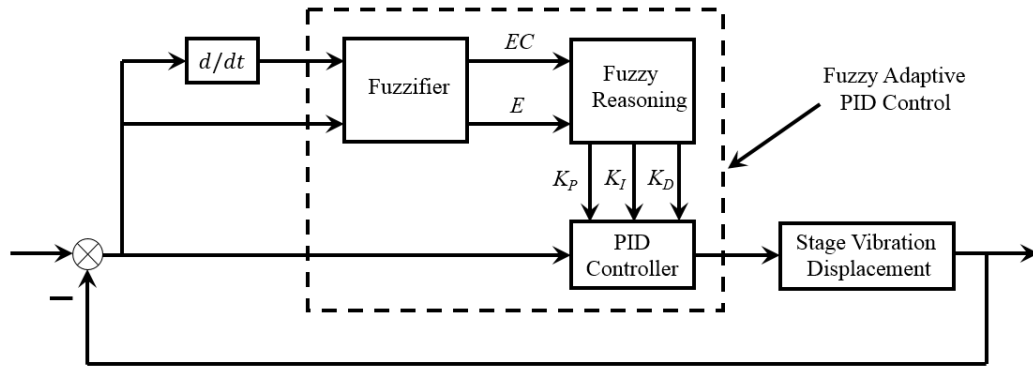 d/dt
Fuzzifier
EC
E
Fuzzy
Reasoning
Fuzzy Adaptive
PID Control
K_P K_I K_D
PID
Controller
Stage Vibration
Displacement
−